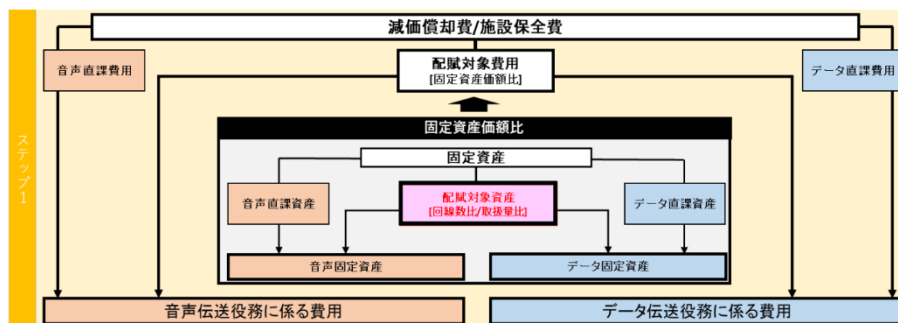 ステップ1
減価償却費/施設保全費
音声直課費用
配賦対象費用
[固定資産価額比]
データ直課費用
固定資産価額比
固定資産
音声直課資産
配賦対象資産
[回線数比/取扱量比]
データ直課資産
音声固定資産
データ固定資産
音声伝送役務に係る費用
データ伝送役務に係る費用